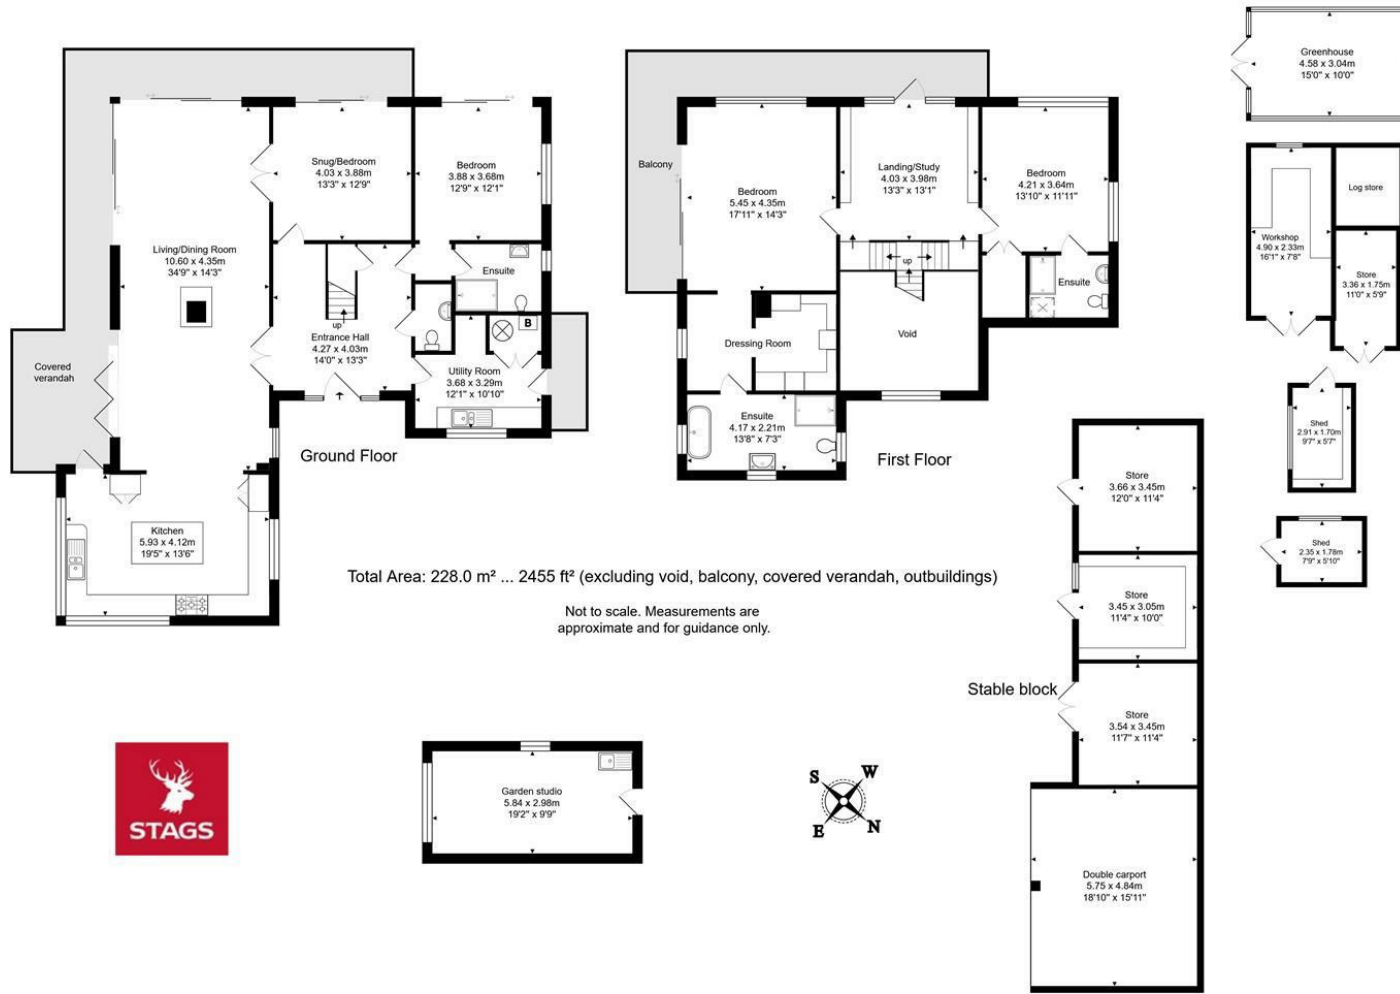 Snug/Bedroom
4.03 x 3.88m
13'3" x 12'9"
Bedroom
3.88 x 3.68m
12'9" x 12'1"
Living/Dining Room
10.60 x 4.35m
34'9" x 14'3"
Ensuite
B
up
Entrance Hall
4.27 x 4.03m
14'0" x 13'3"
Utility Room
3.68 x 3.29m
12'1" x 10'10"
Covered
verandah
Kitchen
5.93 x 4.12m
19'5" x 13'6"
Ground Floor
Balcony
Bedroom
5.45 x 4.35m
17'11" x 14'3"
Landing/Study
4.03 x 3.98m
13'3" x 13'1"
Bedroom
4.21 x 3.64m
13'10" x 11'11"
up
Ensuite
Void
Dressing Room
Ensuite
4.17 x 2.21m
13'8" x 7'3"
First Floor
Greenhouse
4.58 x 3.04m
15'0" x 10'0"
Log store
Workshop
4.90 x 2.33m
16'1" x 7'8"
Store
3.36 x 1.75m
11'0" x 5'9"
Shed
2.91 x 1.70m
9'7" x 5'7"
Shed
2.35 x 1.78m
7'9" x 5'10"
Store
3.66 x 3.45m
12'0" x 11'4"
Store
3.45 x 3.05m
11'4" x 10'0"
Stable block
Store
3.54 x 3.45m
11'7" x 11'4"
Double carport
5.75 x 4.84m
18'10" x 15'11"
Total Area: 228.0 m² ... 2455 ft² (excluding void, balcony, covered verandah, outbuildings)
Not to scale. Measurements are
approximate and for guidance only.
STAGS
Garden studio
5.84 x 2.98m
19'2" x 9'9"
S
W
E
N